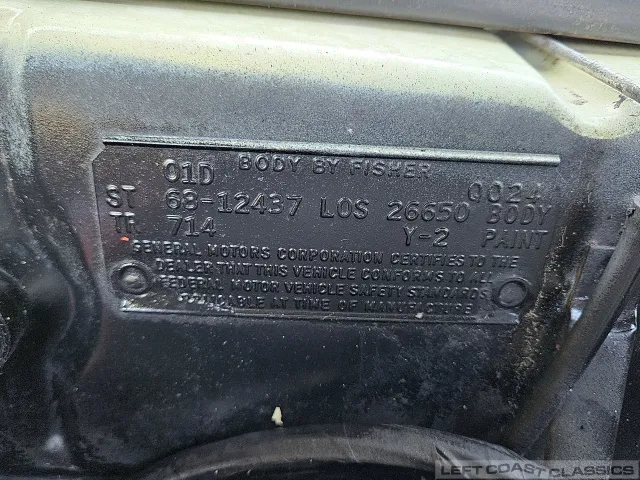 BODY BY FISHER
01D 0024
ST 68-12437 LOS 26650 BODY
TR 714 Y-2 PAINT
GENERAL MOTORS CORPORATION CERTIFIES TO THE
DEALER THAT THIS VEHICLE CONFORMS TO ALL
FEDERAL MOTOR VEHICLE SAFETY STANDARDS
AT TIME OF
LEFT COAST CLASSICS